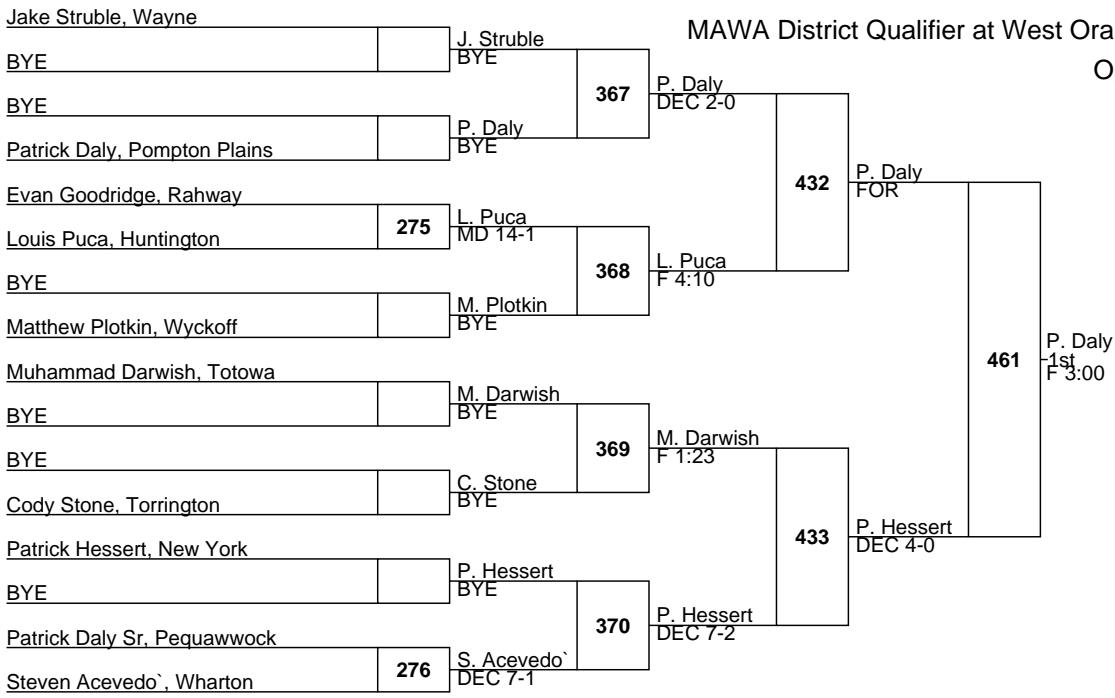 Jake Struble, Wayne
BYE
BYE
Patrick Daly, Pompton Plains
Evan Goodridge, Rahway
Louis Puca, Huntington
BYE
Matthew Plotkin, Wyckoff
Muhammad Darwish, Totowa
BYE
BYE
Cody Stone, Torrington
Patrick Hessert, New York
BYE
Patrick Daly Sr, Pequawwock
Steven Acevedo`, Wharton
275
276
J. Struble
BYE
P. Daly
BYE
L. Puca
MD 14-1
M. Plotkin
BYE
M. Darwish
BYE
C. Stone
BYE
P. Hessert
BYE
S. Acevedo`
DEC 7-1
367
368
369
370
P. Daly
DEC 2-0
L. Puca
F 4:10
M. Darwish
F 1:23
P. Hessert
DEC 7-2
432
433
P. Daly
FOR
P. Hessert
DEC 4-0
461
P. Daly
1st
F 3:00
MAWA District Qualifier at West Ora
O